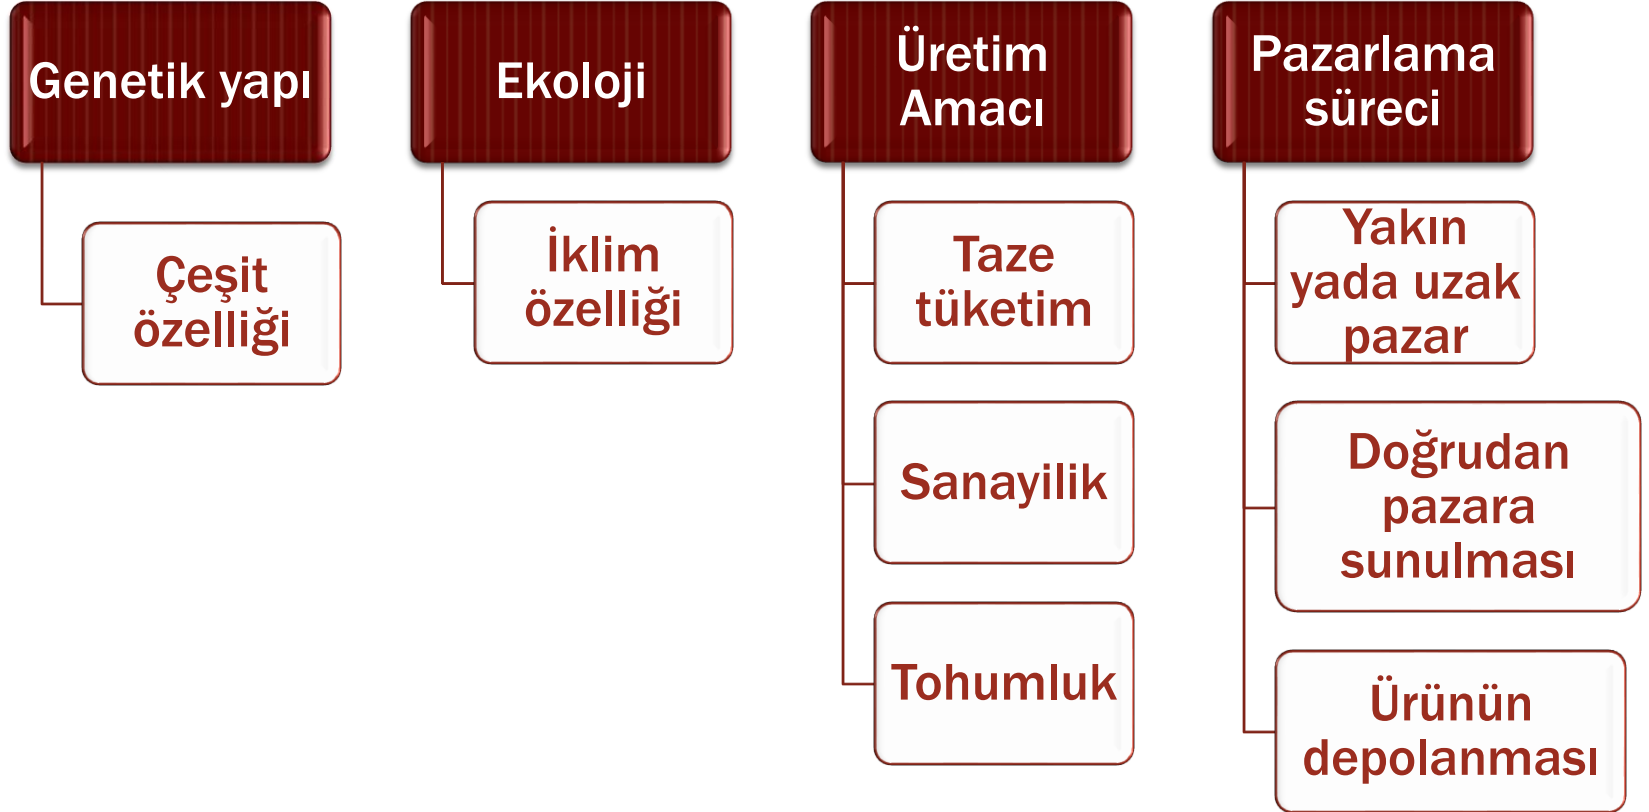 Genetik yapı
Çeşit
özelliği
Ekoloji
İklim
özelliği
Üretim
Amacı
Taze
tüketim
Sanayilik
Tohumluk
Pazarlama
süreci
Yakın
yada uzak
pazar
Doğrudan
pazara
sunulması
Ürünün
depolanması